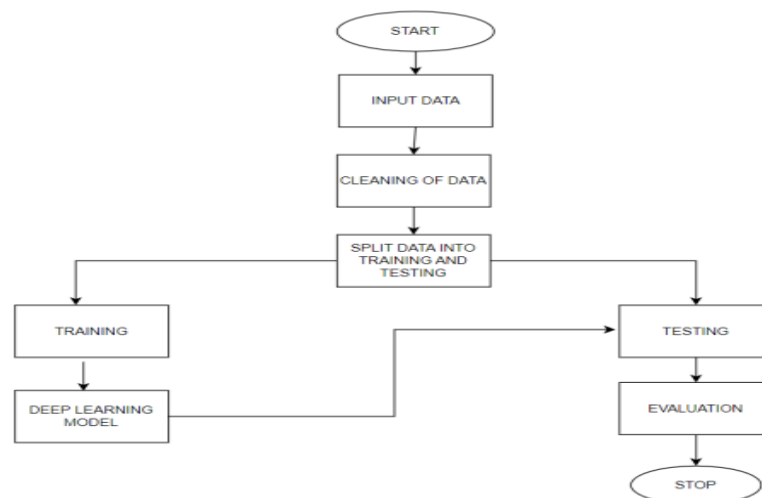 START
INPUT DATA
CLEANING OF DATA
SPLIT DATA INTO
TRAINING AND
TESTING
TRAINING
TESTING
DEEP LEARNING
MODEL
EVALUATION
STOP